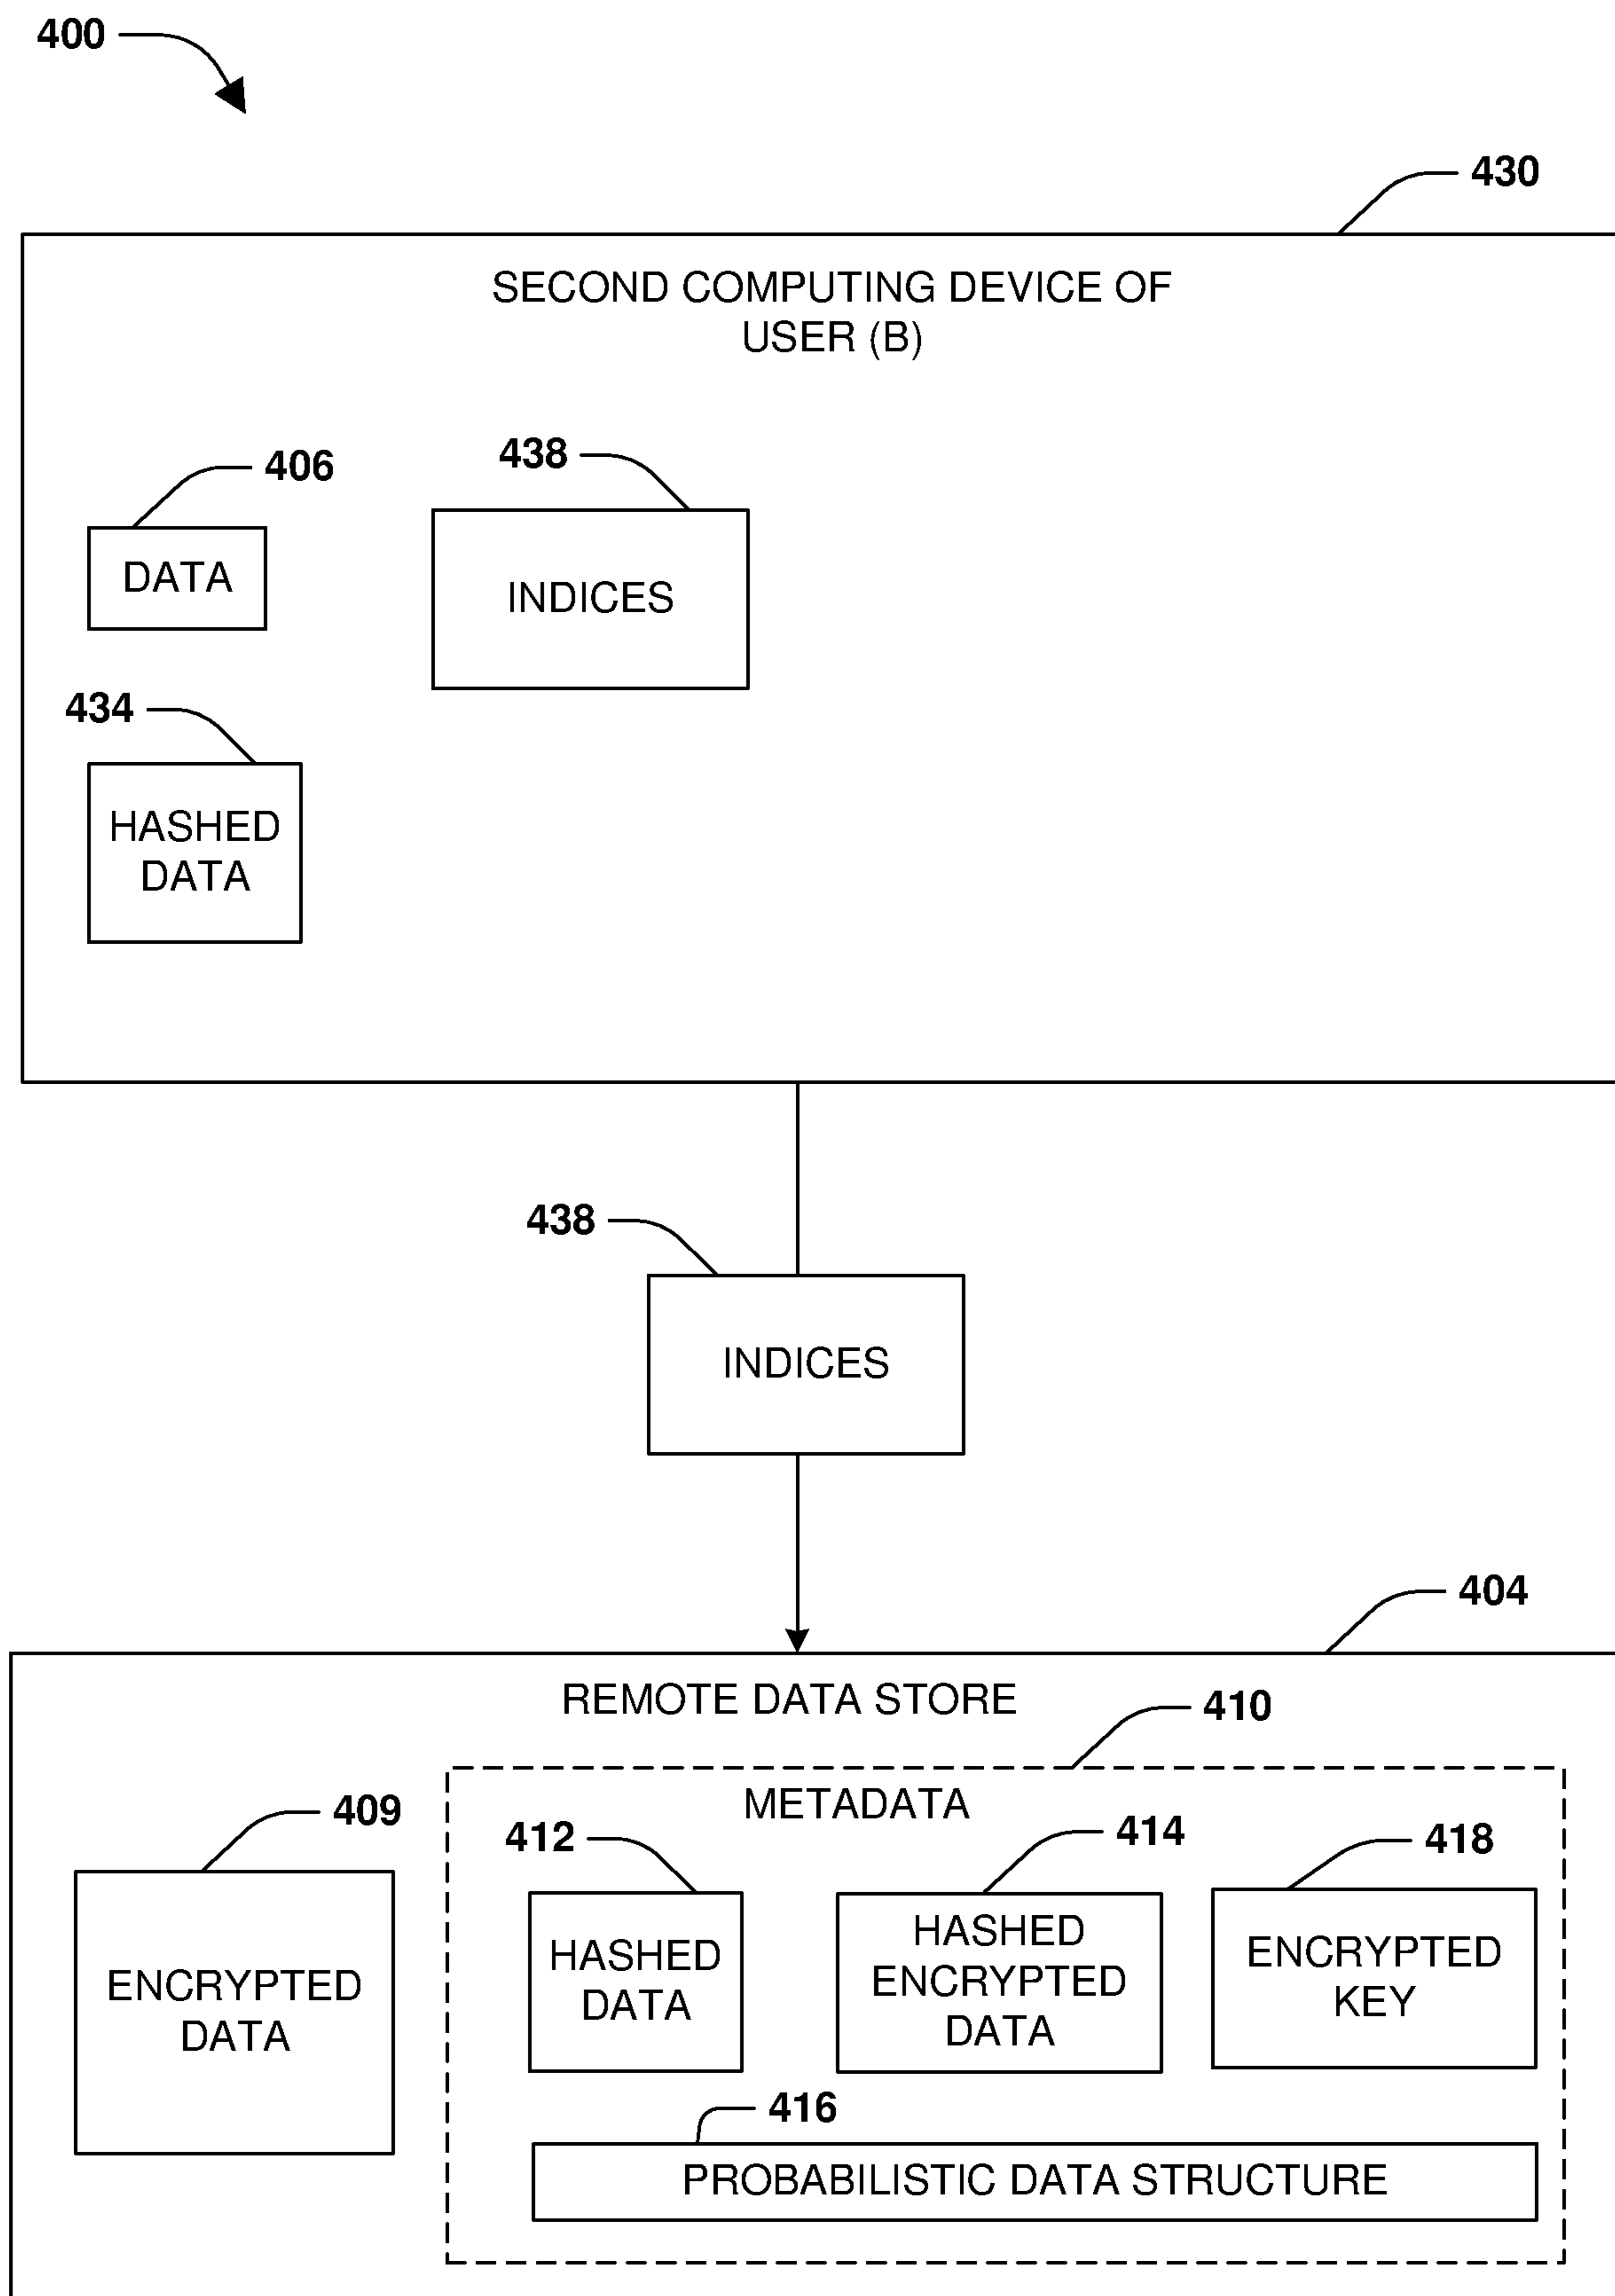 400
430
SECOND COMPUTING DEVICE OF
USER (B)
406
438
DATA
INDICES
434
HASHED
DATA
438
INDICES
404
REMOTE DATA STORE
410
METADATA
409
412
414
418
ENCRYPTED
DATA
HASHED
DATA
HASHED
ENCRYPTED
DATA
ENCRYPTED
KEY
416
PROBABILISTIC DATA STRUCTURE